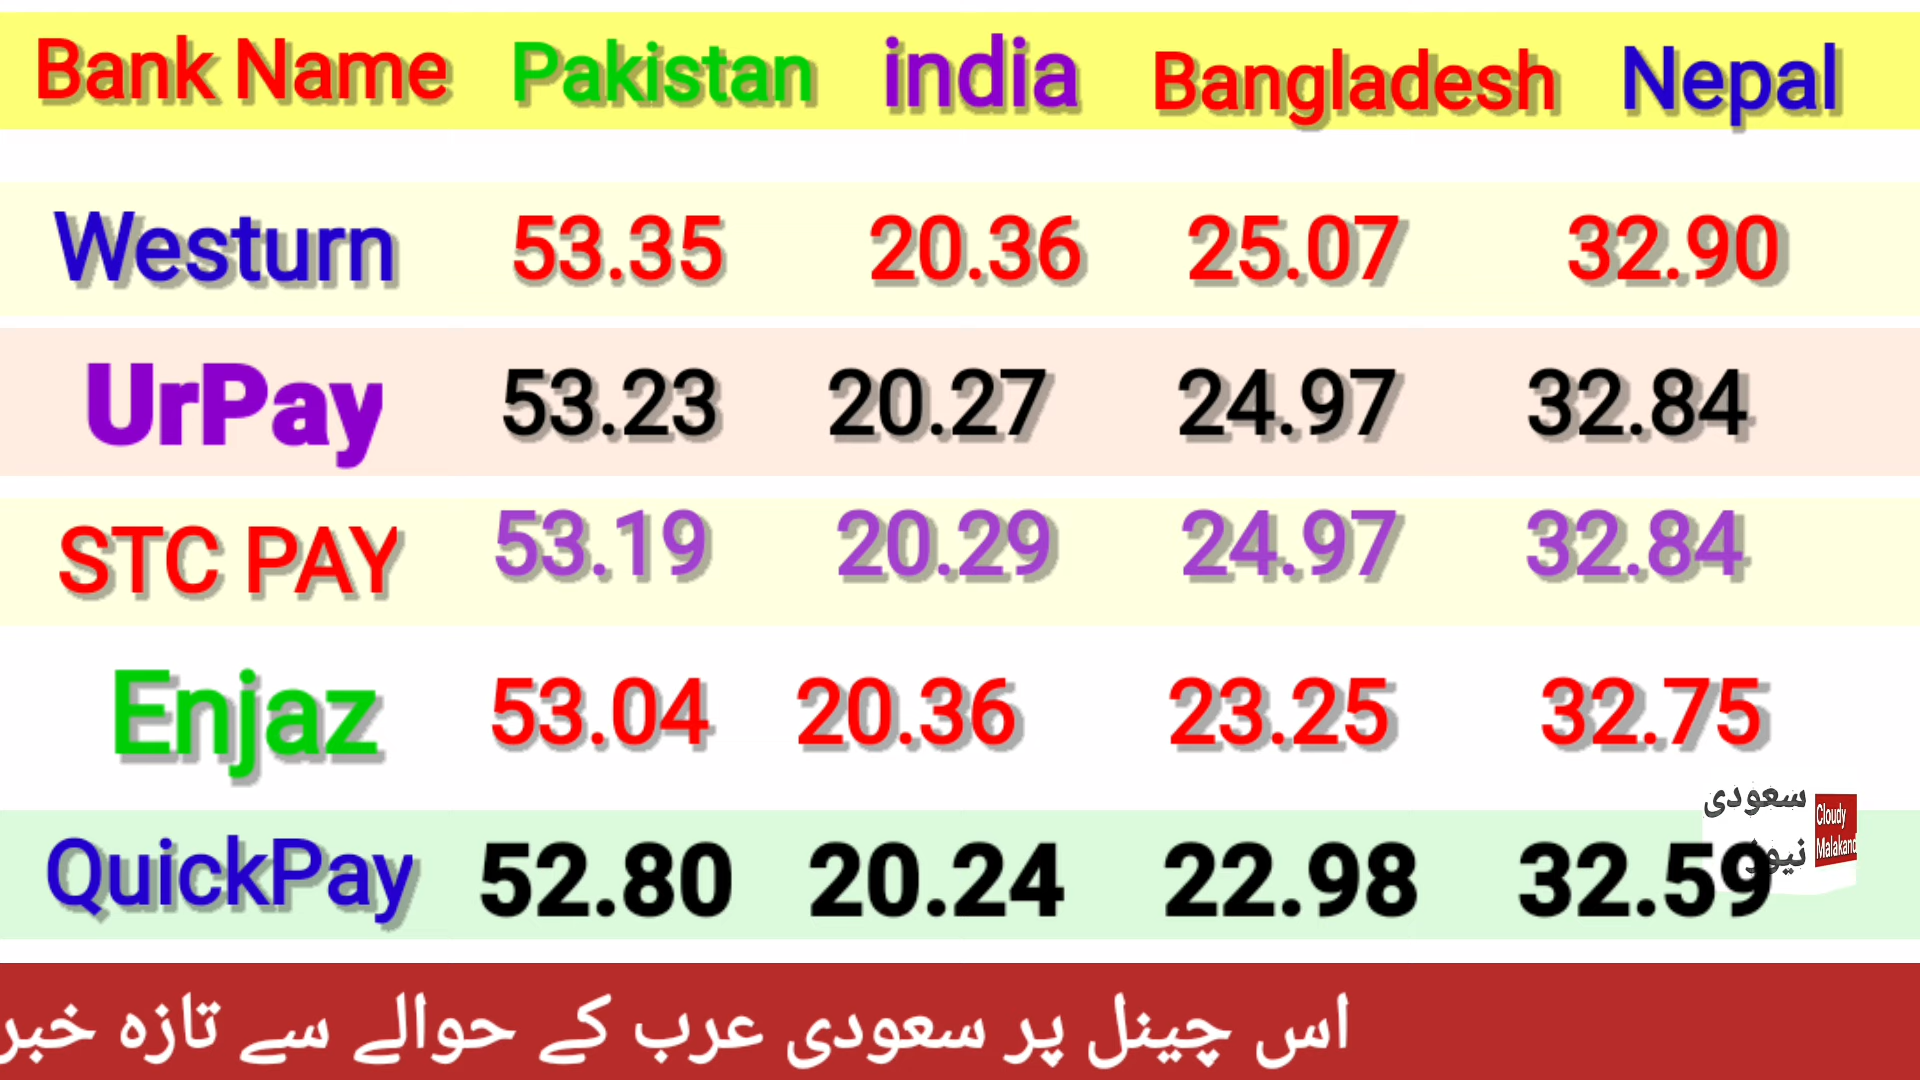 Bank Name Pakistan india Bangladesh Nepal
Westurn 53.35 20.36 25.07 32.90
UrPay 53.23 20.27 24.97 32.84
STC PAY 53.19 20.29 24.97 32.84
Enjaz 53.04 20.36 23.25 32.75
QuickPay 52.80 20.24 22.98 32.59
سعودی
نیوز
Cloudy
Malakand
اس چینل پر سعودی عرب کے حوالے سے تازہ خبر